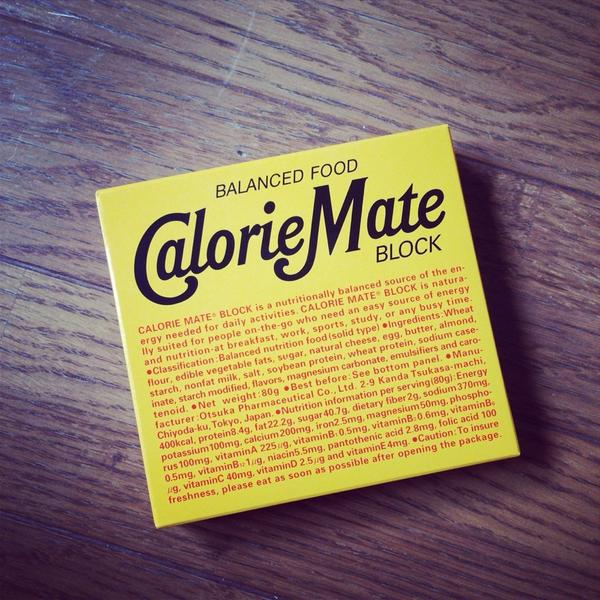 BALANCED FOOD
CalorieMate
BLOCK
CALORIE MATE® BLOCK is a nutritionally balanced source of the en-
ergy needed for daily activities. CALORIE MATE® BLOCK is natura-
lly suited for people on-the-go who need an easy source of energy
and nutrition-at breakfast, work, sports, study, or any busy time.
●Classification:Balanced nutrition food(solid type) ●Ingredients:Wheat
flour, edible vegetable fats, sugar, natural cheese, egg, butter, almond,
starch, nonfat milk, salt, soybean protein, wheat protein, sodium case-
inate, starch modified, flavors, magnesium carbonate, emulsifiers and caro-
tenoid. ●Net weight:80g ●Best before:See bottom panel. ●Manu-
facturer:Otsuka Pharmaceutical Co., Ltd. 2-9 Kanda Tsukasa-machi,
Chiyoda-ku, Tokyo, Japan. ●Nutrition information per serving(80g): Energy
400kcal, protein8.4g, fat22.2g, sugar40.7g, dietary fiber2g, sodium370mg,
potassium100mg, calcium200mg, iron2.5mg, magnesium50mg, phospho-
rus100mg, vitaminA 225μg, vitaminB₁ 0.5mg, vitaminB₂ 0.6mg, vitaminB₆
0.5mg, vitaminB₁₂ 1μg, niacin5.5mg, pantothenic acid 2.8mg, folic acid 100
μg, vitaminC 40mg, vitaminD 2.5μg and vitaminE4mg. ●Caution:To insure
freshness, please eat as soon as possible after opening the package.